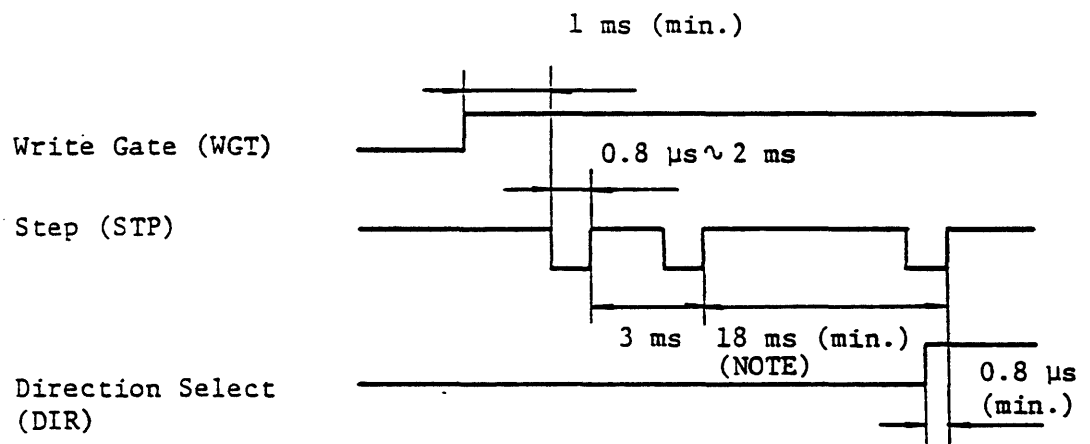 1 ms (min.)
Write Gate (WGT)
0.8 μs ~ 2 ms
Step (STP)
3 ms
18 ms (min.)
(NOTE)
Direction Select
(DIR)
0.8 μs
(min.)